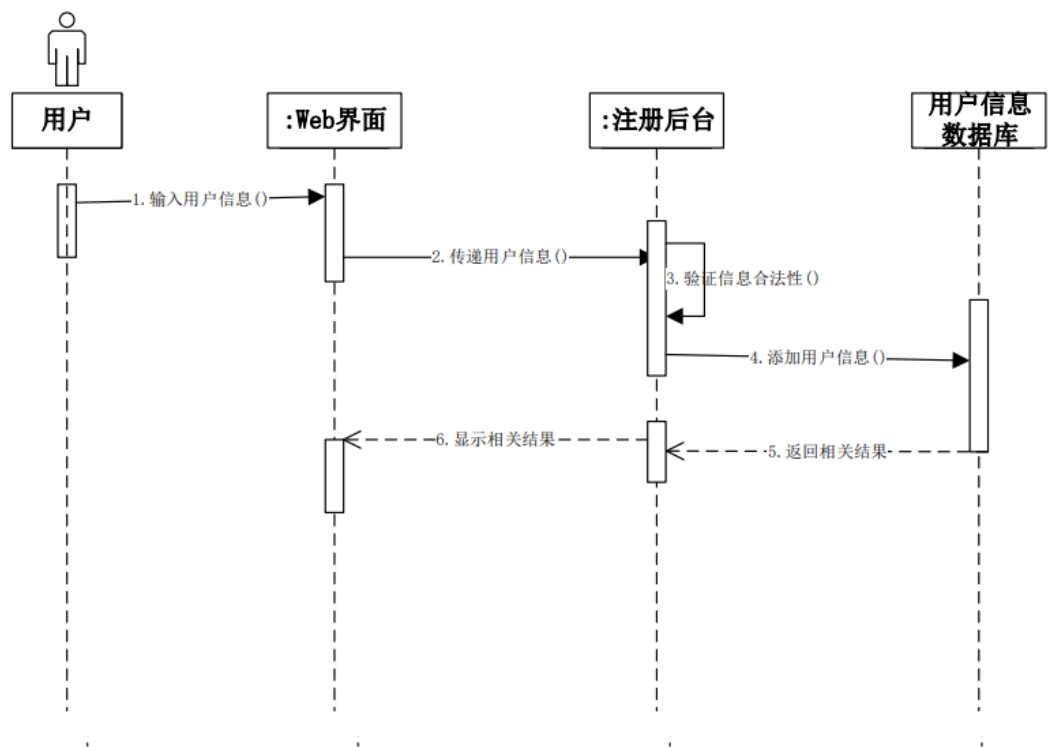 用户
:Web界面
:注册后台
用户信息
数据库
1.输入用户信息()
2.传递用户信息()
3.验证信息合法性()
4.添加用户信息()
6.显示相关结果
5.返回相关结果